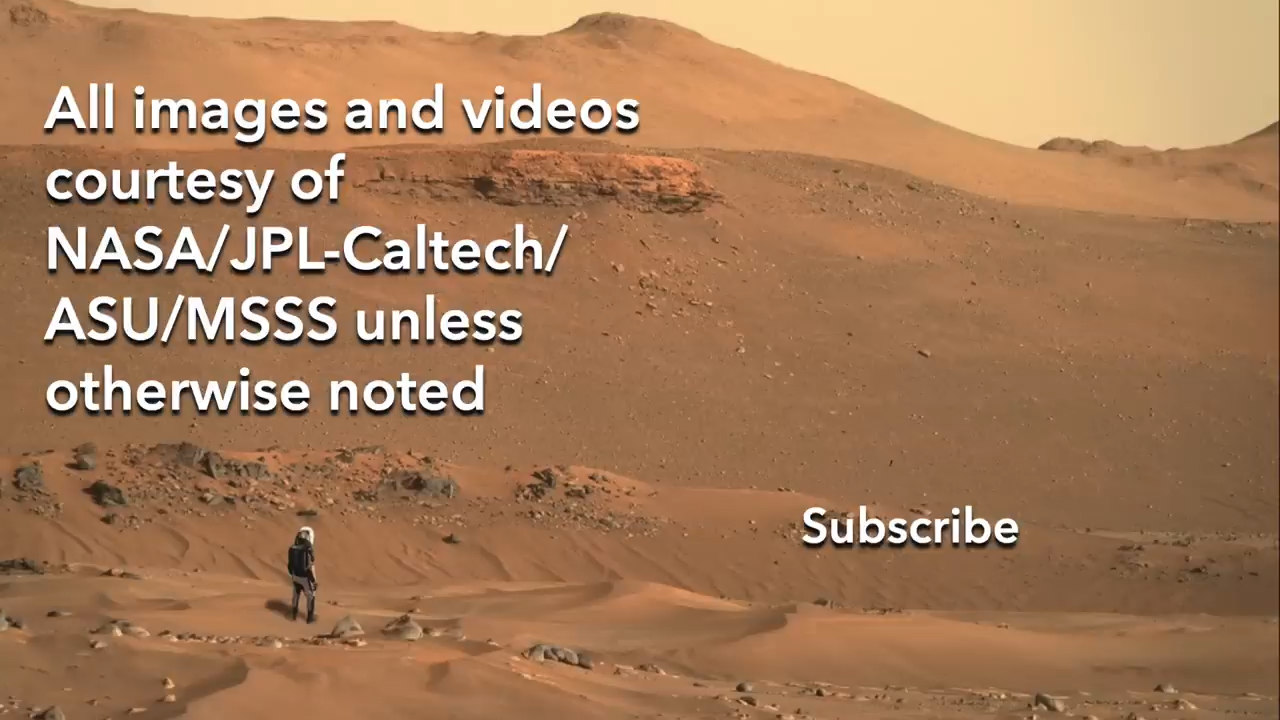 All images and videos
courtesy of
NASA/JPL-Caltech/
ASU/MSSS unless
otherwise noted
Subscribe